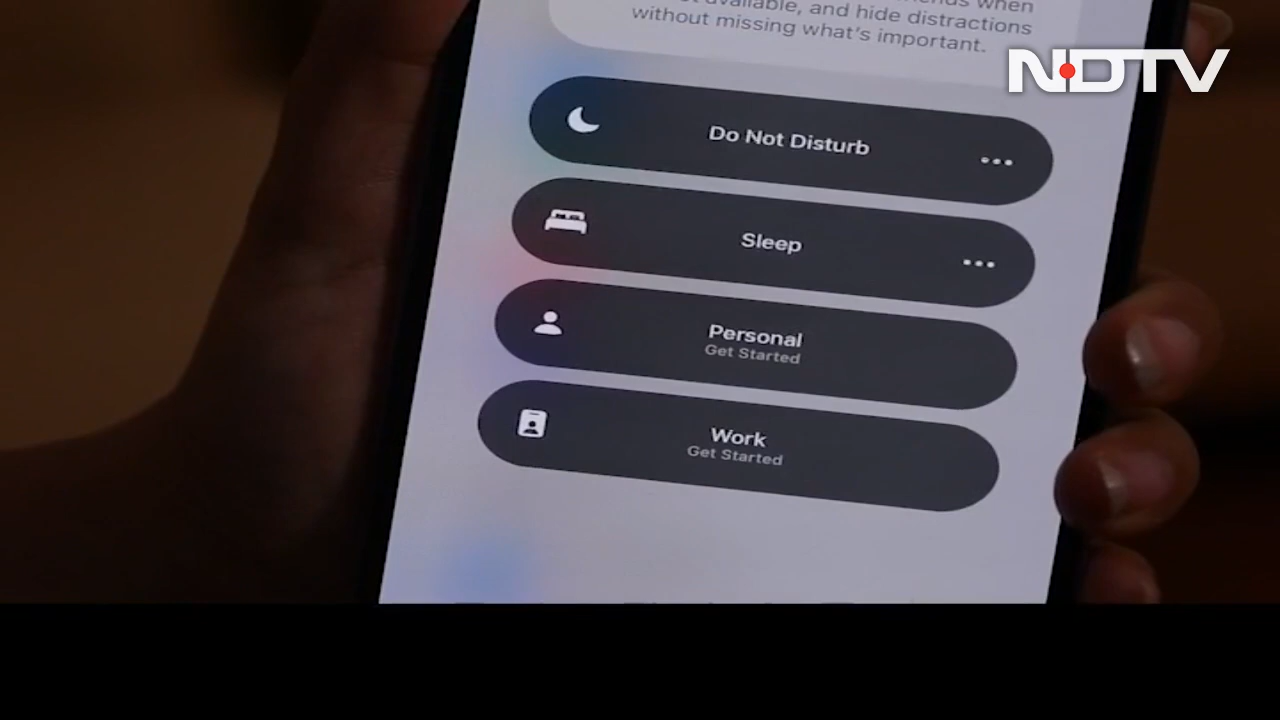 when
available, and hide distractions
without missing what's important.
NDTV
Do Not Disturb
Sleep
Personal
Get Started
Work
Get Started